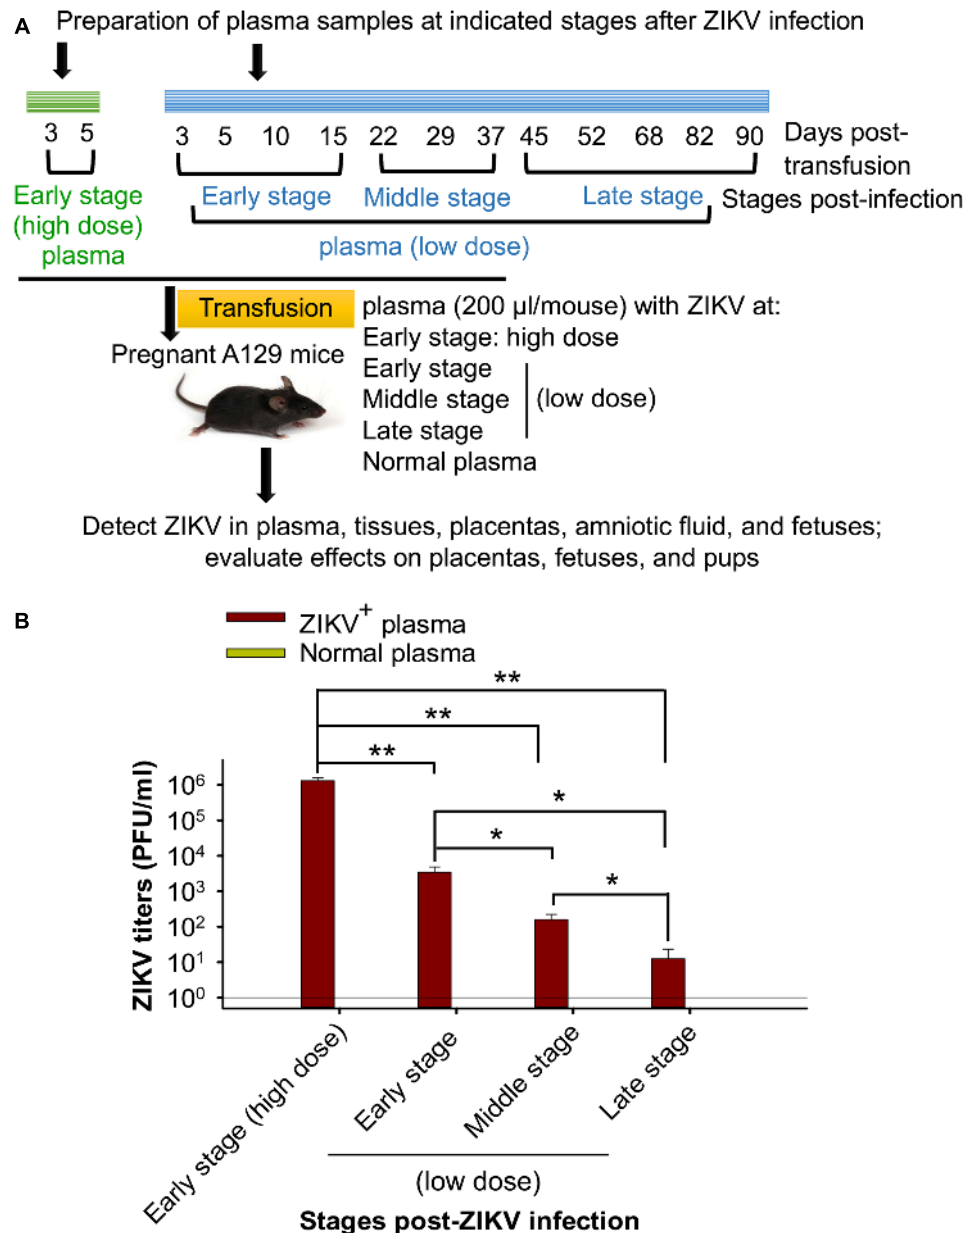 A
Preparation of plasma samples at indicated stages after ZIKV infection
3 5 3 5 10 15 22 29 37 45 52 68 82 90 Days post-
transfusion
Early stage
(high dose)
plasma
Early stage Middle stage Late stage Stages post-infection
plasma (low dose)
Transfusion
plasma (200 µl/mouse) with ZIKV at:
Early stage: high dose
Early stage
Middle stage (low dose)
Late stage
Normal plasma
Pregnant A129 mice
Detect ZIKV in plasma, tissues, placentas, amniotic fluid, and fetuses;
evaluate effects on placentas, fetuses, and pups
B
ZIKV+ plasma
Normal plasma
**
**
**
*
*
*
ZIKV titers (PFU/ml)
10⁶
10⁵
10⁴
10³
10²
10¹
10⁰
Early stage (high dose)
Early stage
Middle stage
Late stage
(low dose)
Stages post-ZIKV infection